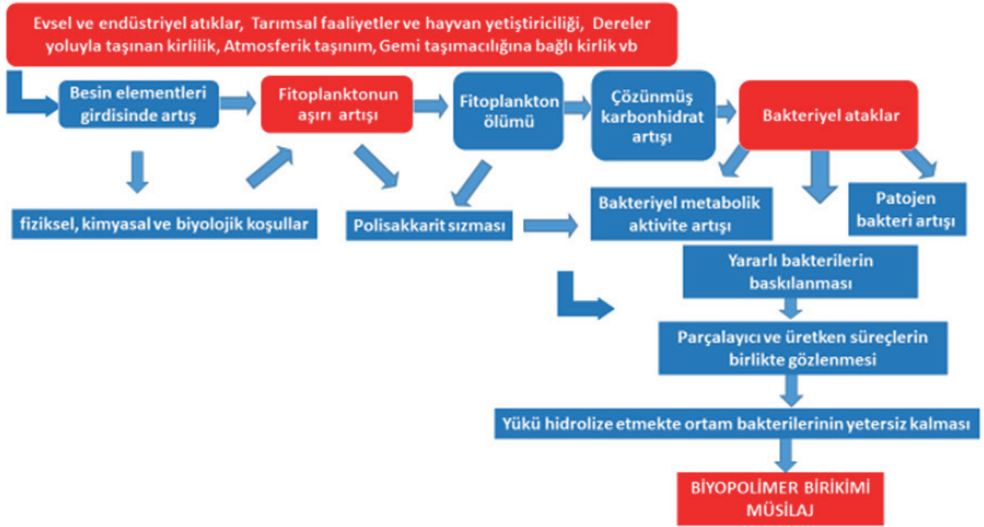 Evsel ve endüstriyel atıklar, Tarımsal faaliyetler ve hayvan yetiştiriciliği, Dereler
yoluyla taşınan kirlilik, Atmosferik taşınım, Gemi taşımacılığına bağlı kirlik vb
Besin elementleri
girdisinde artış
Fitoplanktonun
aşırı artışı
Fitoplankton
ölümü
Çözünmüş
karbonhidrat
artışı
Bakteriyel ataklar
fiziksel, kimyasal ve biyolojik koşullar
Polisakkarit sızması
Bakteriyel metabolik
aktivite artışı
Patojen
bakteri artışı
Yararlı bakterilerin
baskılanması
Parçalayıcı ve üretken süreçlerin
birlikte gözlenmesi
Yükü hidrolize etmekte ortam bakterilerinin yetersiz kalması
BİYOPOLİMER BİRİKİMİ
MÜSİLAJ